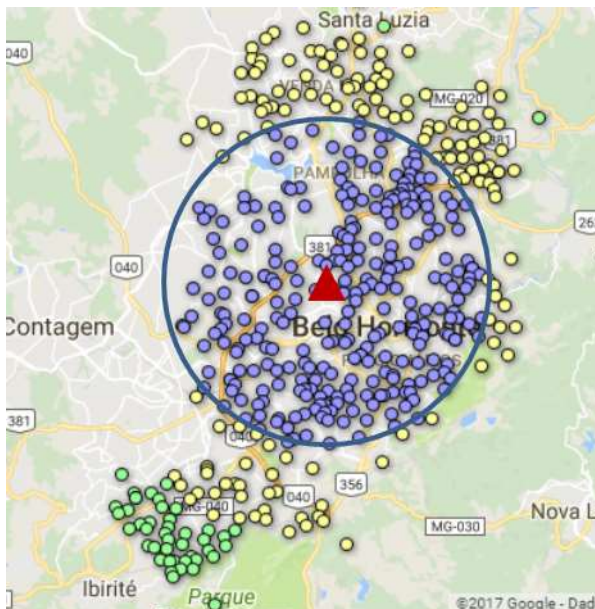 Santa Luzia
040
VENDA
MG-020
381
PAMPULHA
262
381
040
Contagem
Belo Horizonte
381
040
356
MG-040
040
Nova L
MG-030
Ibirité
Parque
©2017 Google - Dad